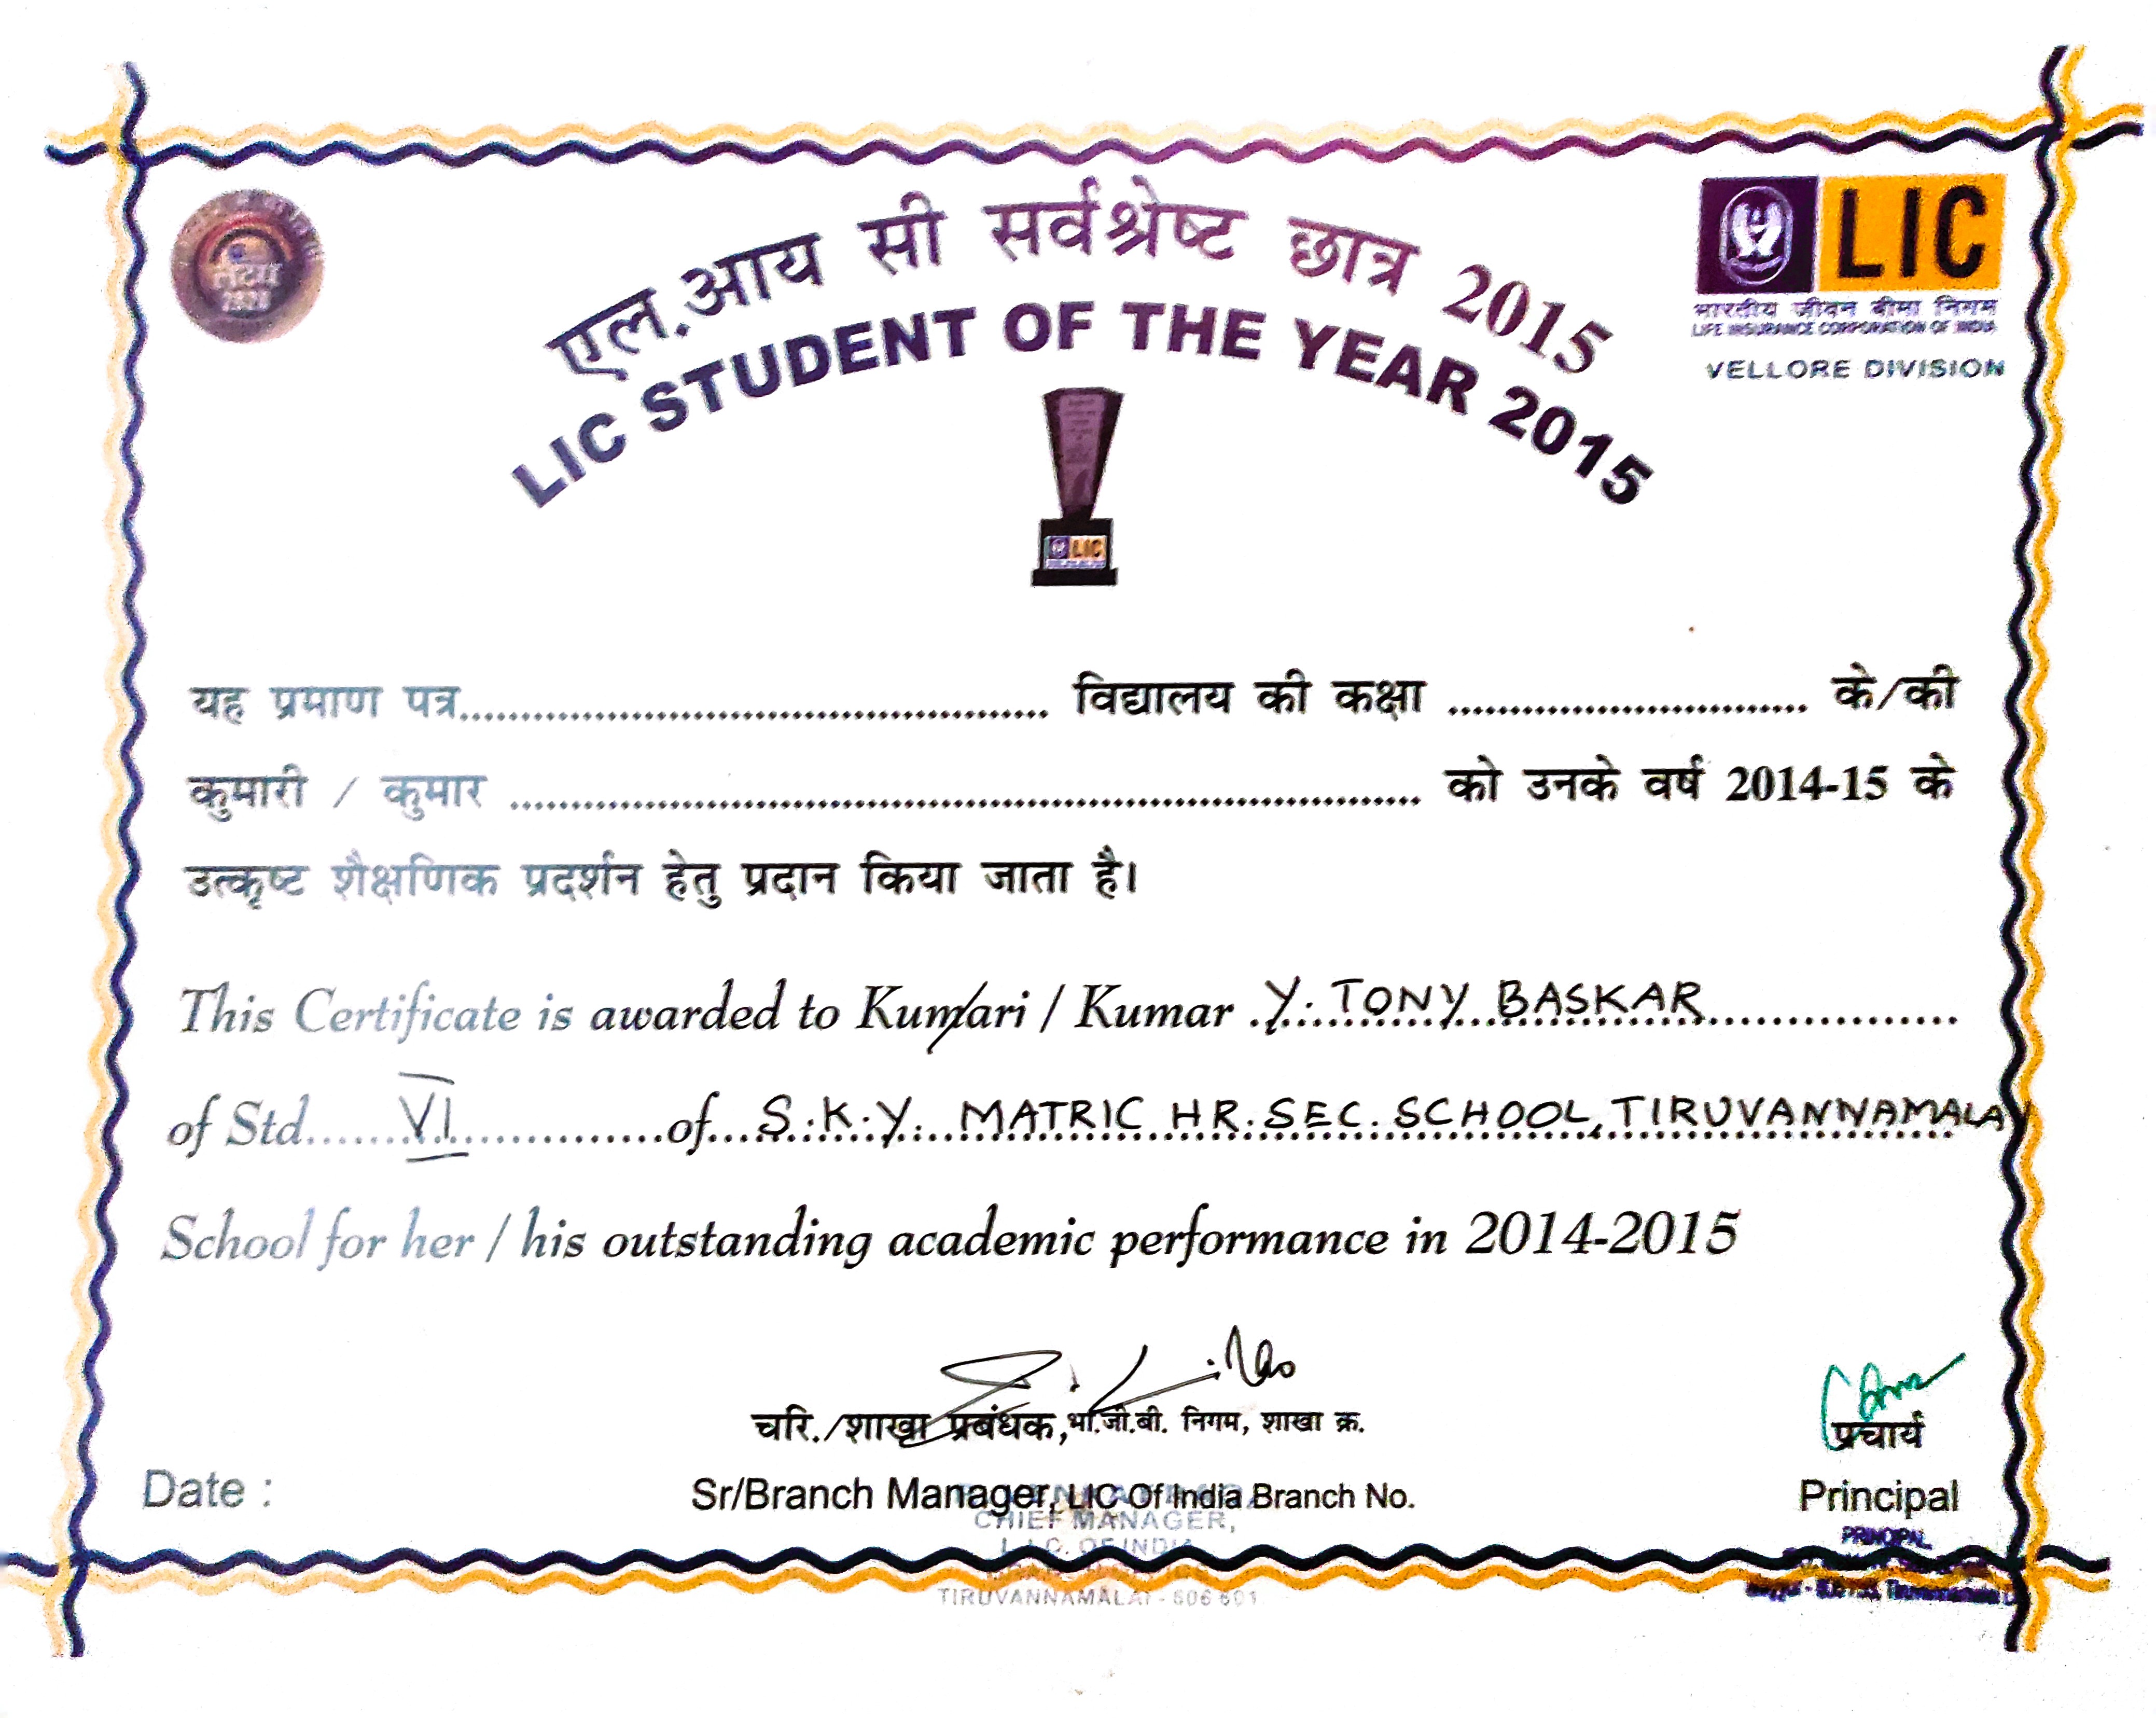 एल.आय सी सर्वश्रेष्ट छात्र 2015
LIC STUDENT OF THE YEAR 2015
LIC
भारतीय जीवन बीमा निगम
LIFE INSURANCE CORPORATION OF INDIA
VELLORE DIVISION
LIC
यह प्रमाण पत्र................................................ विद्यालय की कक्षा ............................. के/की
कुमारी / कुमार ........................................................................... को उनके वर्ष 2014-15 के
उत्कृष्ट शैक्षणिक प्रदर्शन हेतु प्रदान किया जाता है।
This Certificate is awarded to Kumari / Kumar .Y. TONY BASKAR.....................
of Std.......VI.................of...S.K.Y. MATRIC HR.SEC. SCHOOL, TIRUVANNAMALAY
School for her / his outstanding academic performance in 2014-2015
चरि./शाखा प्रबंधक,भा.जी.बी. निगम, शाखा क्र.
प्रचार्य
Date :
Sr/Branch Manager, LIC Of India Branch No.
Principal
CHIEF MANAGER,
L.I.C. OF INDIA
TIRUVANNAMALAI - 606 601
PRINCIPAL